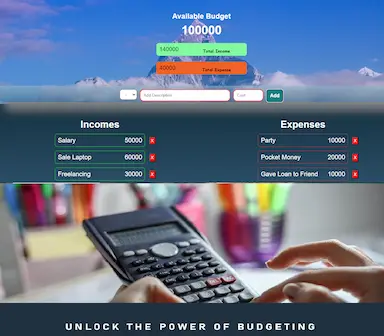 Available Budget
100000
140000 Total Income
40000 Total Expense
Add Description Cost Add
Incomes Expenses
Salary 50000 X Party 10000 X
Sale Laptop 60000 X Pocket Money 20000 X
Freelancing 30000 X Gave Loan to Friend 10000 X
UNLOCK THE POWER OF BUDGETING